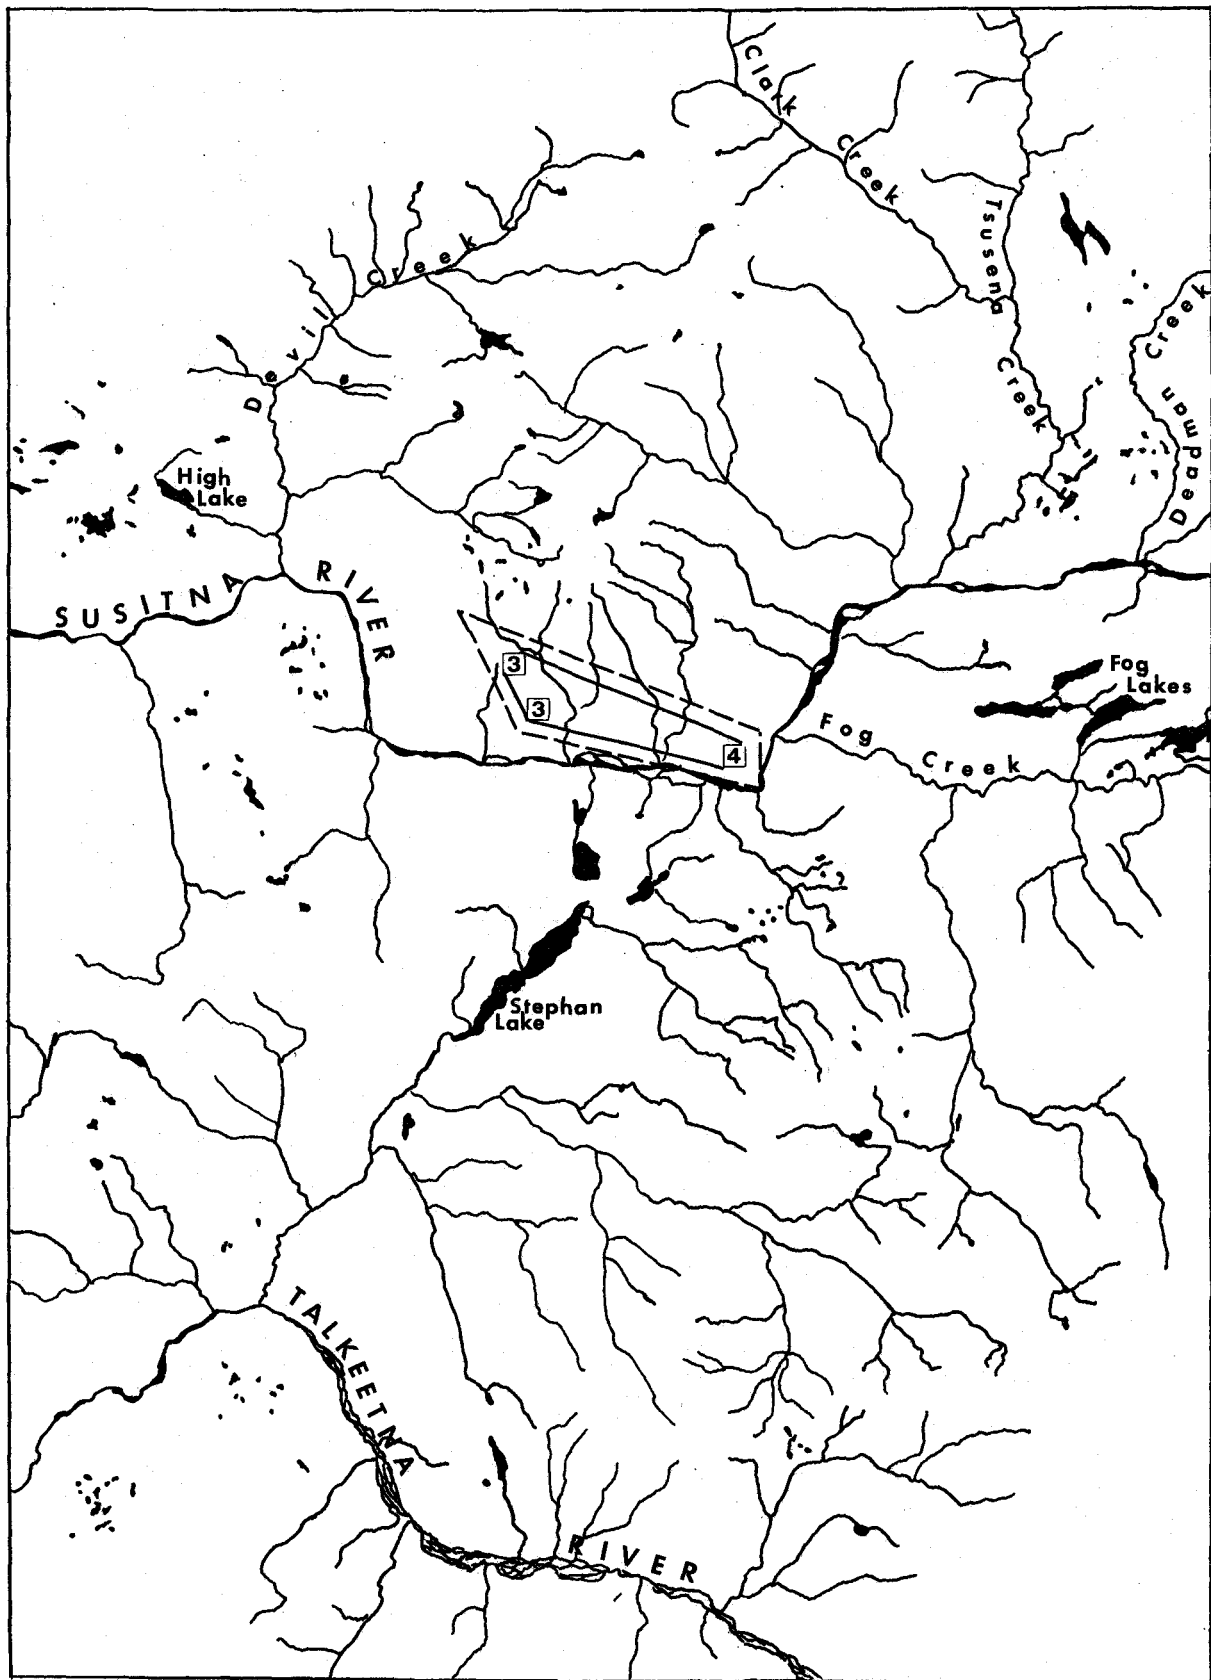 Clark
Creek
Tsusena
Creek
Devil Creek
Deadman Creek
High
Lake
SUSITNA RIVER
Fog
Lakes
3
3
4
Fog Creek
Stephan
Lake
TALKEETNA
RIVER